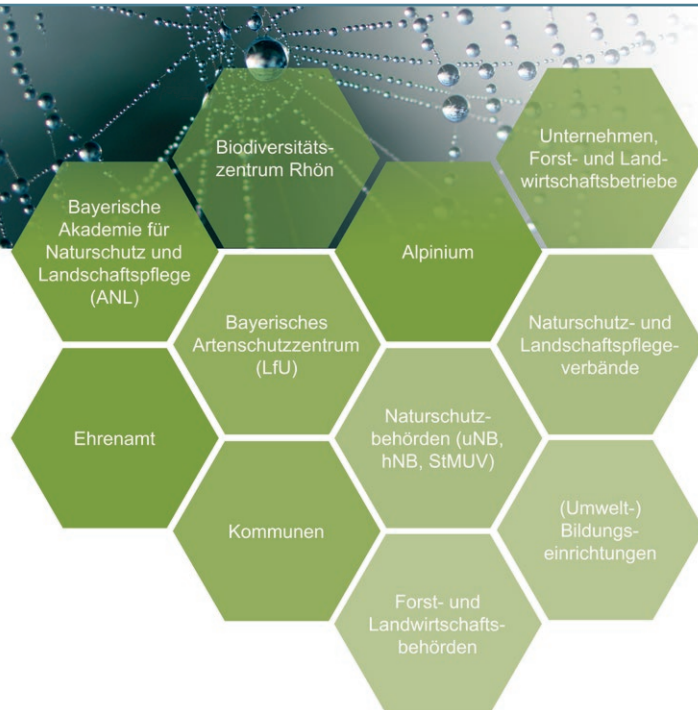 Biodiversitäts-
zentrum Rhön
Unternehmen,
Forst- und Land-
wirtschaftsbetriebe
Bayerische
Akademie für
Naturschutz und
Landschaftspflege
(ANL)
Alpinium
Bayerisches
Artenschutzzentrum
(LfU)
Naturschutz- und
Landschaftspflege-
verbände
Ehrenamt
Naturschutz-
behörden (uNB,
hNB, StMUV)
Kommunen
(Umwelt-)
Bildungs-
einrichtungen
Forst- und
Landwirtschafts-
behörden